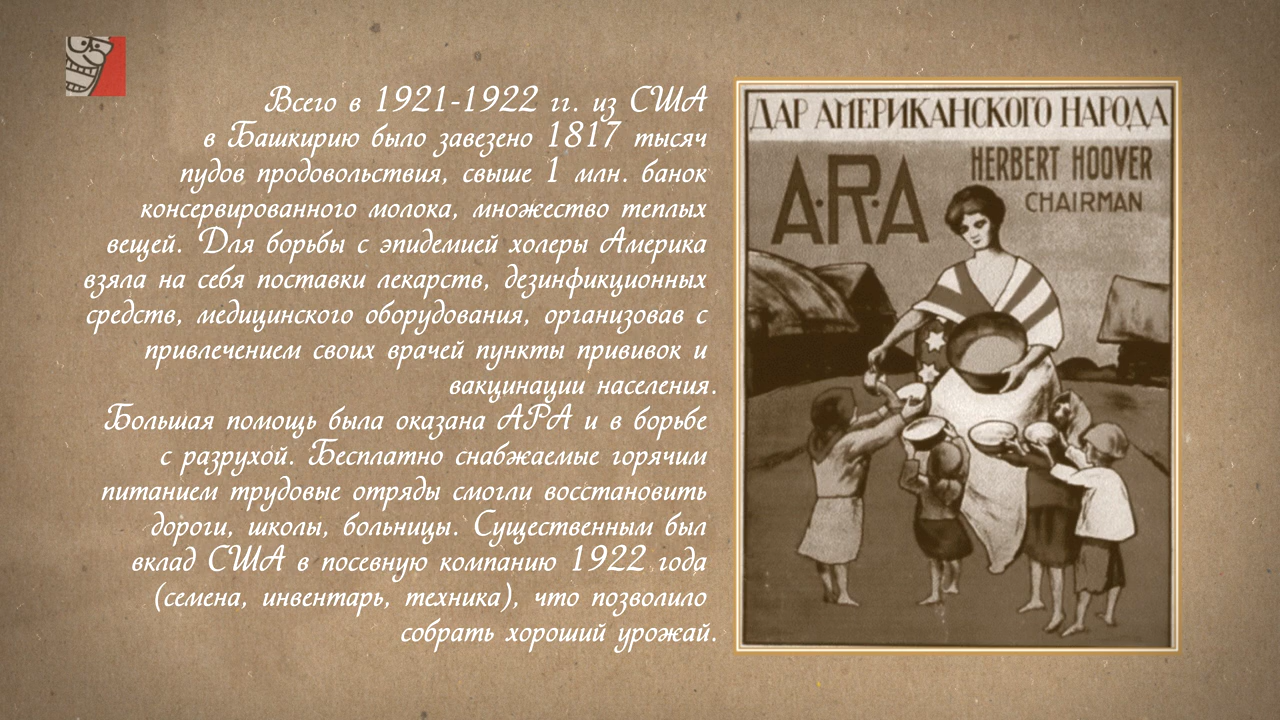 Всего в 1921-1922 гг. из США
в Башкирию было завезено 1817 тысяч
пудов продовольствия, свыше 1 млн. банок
консервированного молока, множество теплых
вещей. Для борьбы с эпидемией холеры Америка
взяла на себя поставки лекарств, дезинфикционных
средств, медицинского оборудования, организовав с
привлечением своих врачей пункты прививок и
вакцинации населения.
Большая помощь была оказана АРА и в борьбе
с разрухой. Бесплатно снабжаемые горячим
питанием трудовые отряды смогли восстановить
дороги, школы, больницы. Существенным был
вклад США в посевную компанию 1922 года
(семена, инвентарь, техника), что позволило
собрать хороший урожай.
ДАР АМЕРИКАНСКОГО НАРОДА
A·R·A
HERBERT HOOVER
CHAIRMAN